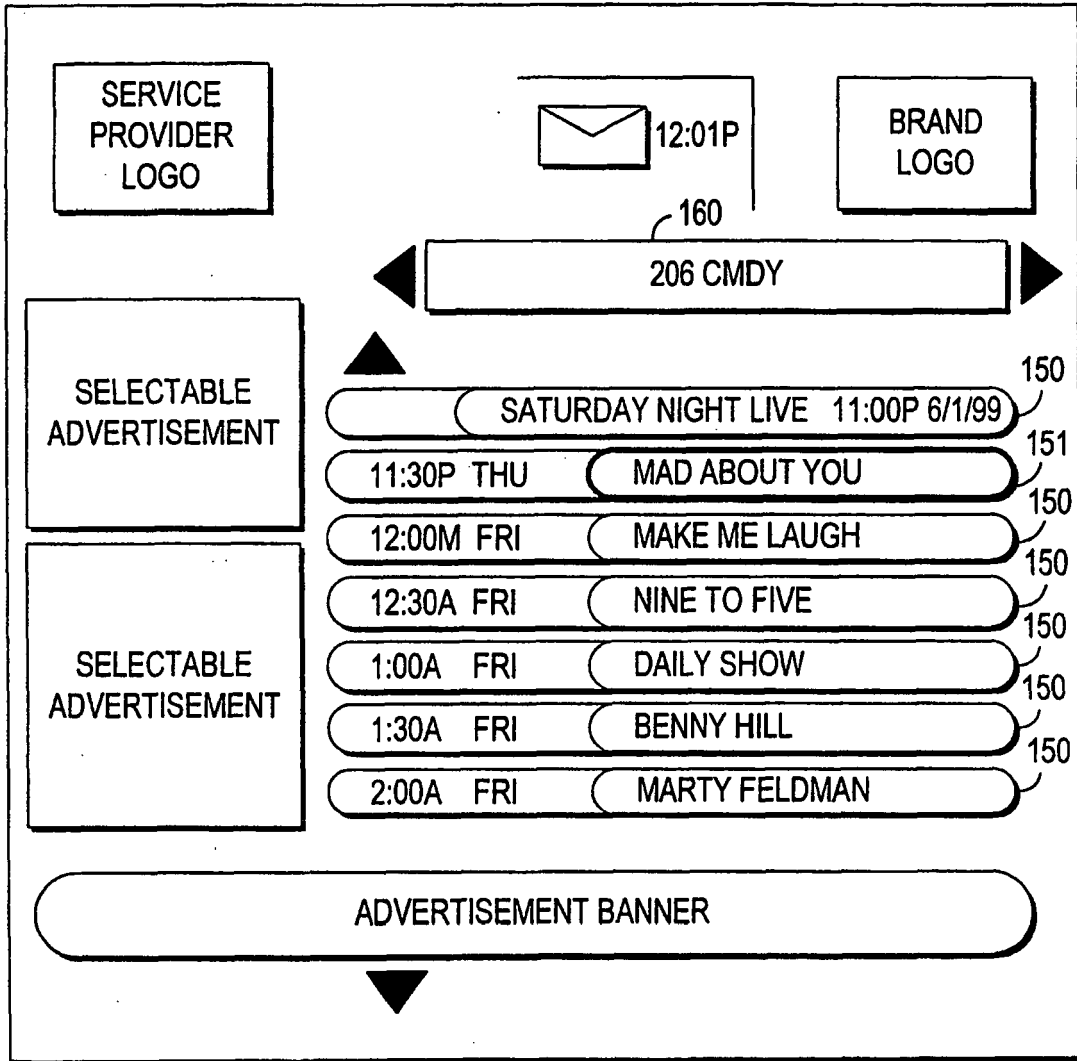 SERVICE
PROVIDER
LOGO
12:01P
BRAND
LOGO
160
206 CMDY
SELECTABLE
ADVERTISEMENT
150
SATURDAY NIGHT LIVE 11:00P 6/1/99
151
11:30P THU MAD ABOUT YOU
150
12:00M FRI MAKE ME LAUGH
150
12:30A FRI NINE TO FIVE
150
1:00A FRI DAILY SHOW
150
1:30A FRI BENNY HILL
150
2:00A FRI MARTY FELDMAN
SELECTABLE
ADVERTISEMENT
ADVERTISEMENT BANNER